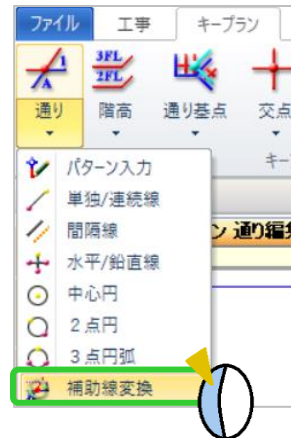 ファイル 工事 キープラン
1 A 3FL 2FL
通り 階高 通り基点 交点
キー
パターン入力
単独/連続線
間隔線
ン 通り編集
水平/鉛直線
中心円
2点円
3点円弧
補助線変換